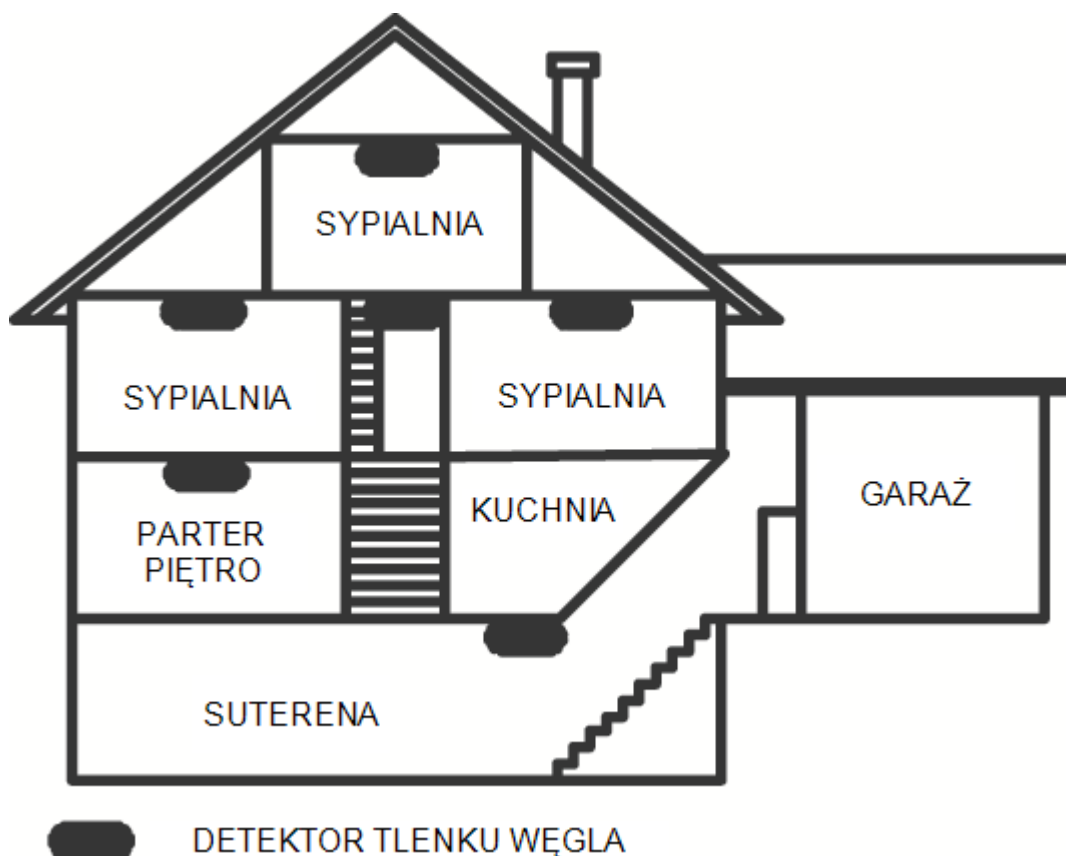 SYPIALNIA
SYPIALNIA
SYPIALNIA
PARTER
PIĘTRO
KUCHNIA
GARAŻ
SUTERENA
DETEKTOR TLENKU WĘGLA